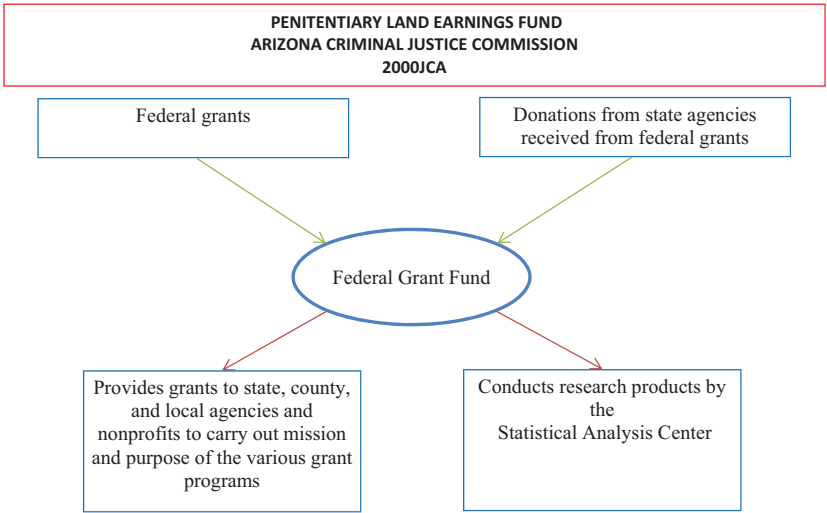 PENITENTIARY LAND EARNINGS FUND
ARIZONA CRIMINAL JUSTICE COMMISSION
2000JCA
Federal grants
Donations from state agencies
received from federal grants
Federal Grant Fund
Provides grants to state, county,
and local agencies and
nonprofits to carry out mission
and purpose of the various grant
programs
Conducts research products by
the
Statistical Analysis Center